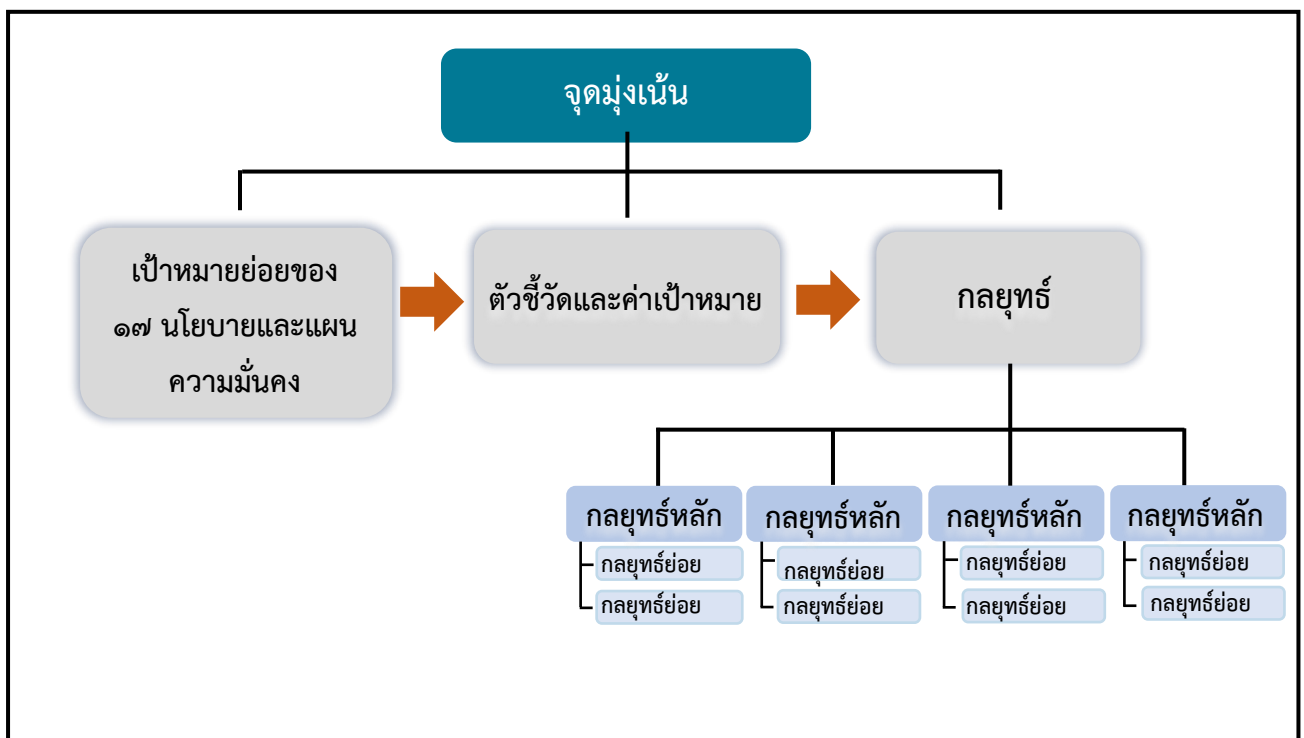 จุดมุ่งเน้น
เป้าหมายย่อยของ
๑๗ นโยบายและแผน
ความมั่นคง
ตัวชี้วัดและค่าเป้าหมาย
กลยุทธ์
กลยุทธ์หลัก
กลยุทธ์ย่อย
กลยุทธ์ย่อย
กลยุทธ์หลัก
กลยุทธ์ย่อย
กลยุทธ์ย่อย
กลยุทธ์หลัก
กลยุทธ์ย่อย
กลยุทธ์ย่อย
กลยุทธ์หลัก
กลยุทธ์ย่อย
กลยุทธ์ย่อย